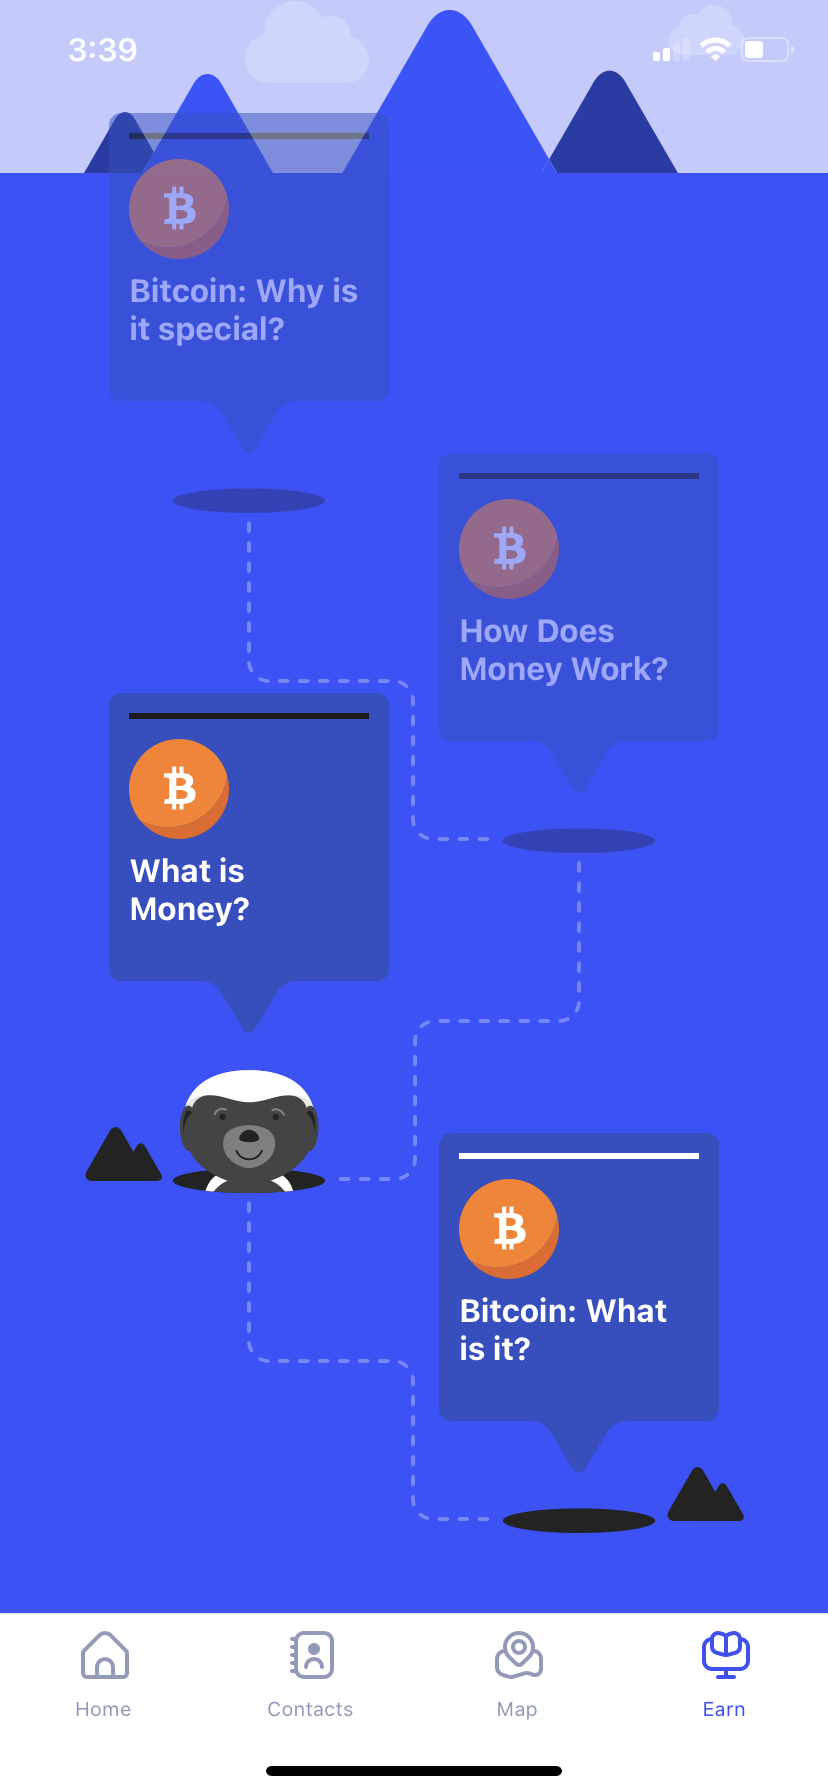 3:39
Bitcoin: Why is
it special?
How Does
Money Work?
What is
Money?
Bitcoin: What
is it?
Home
Contacts
Map
Earn